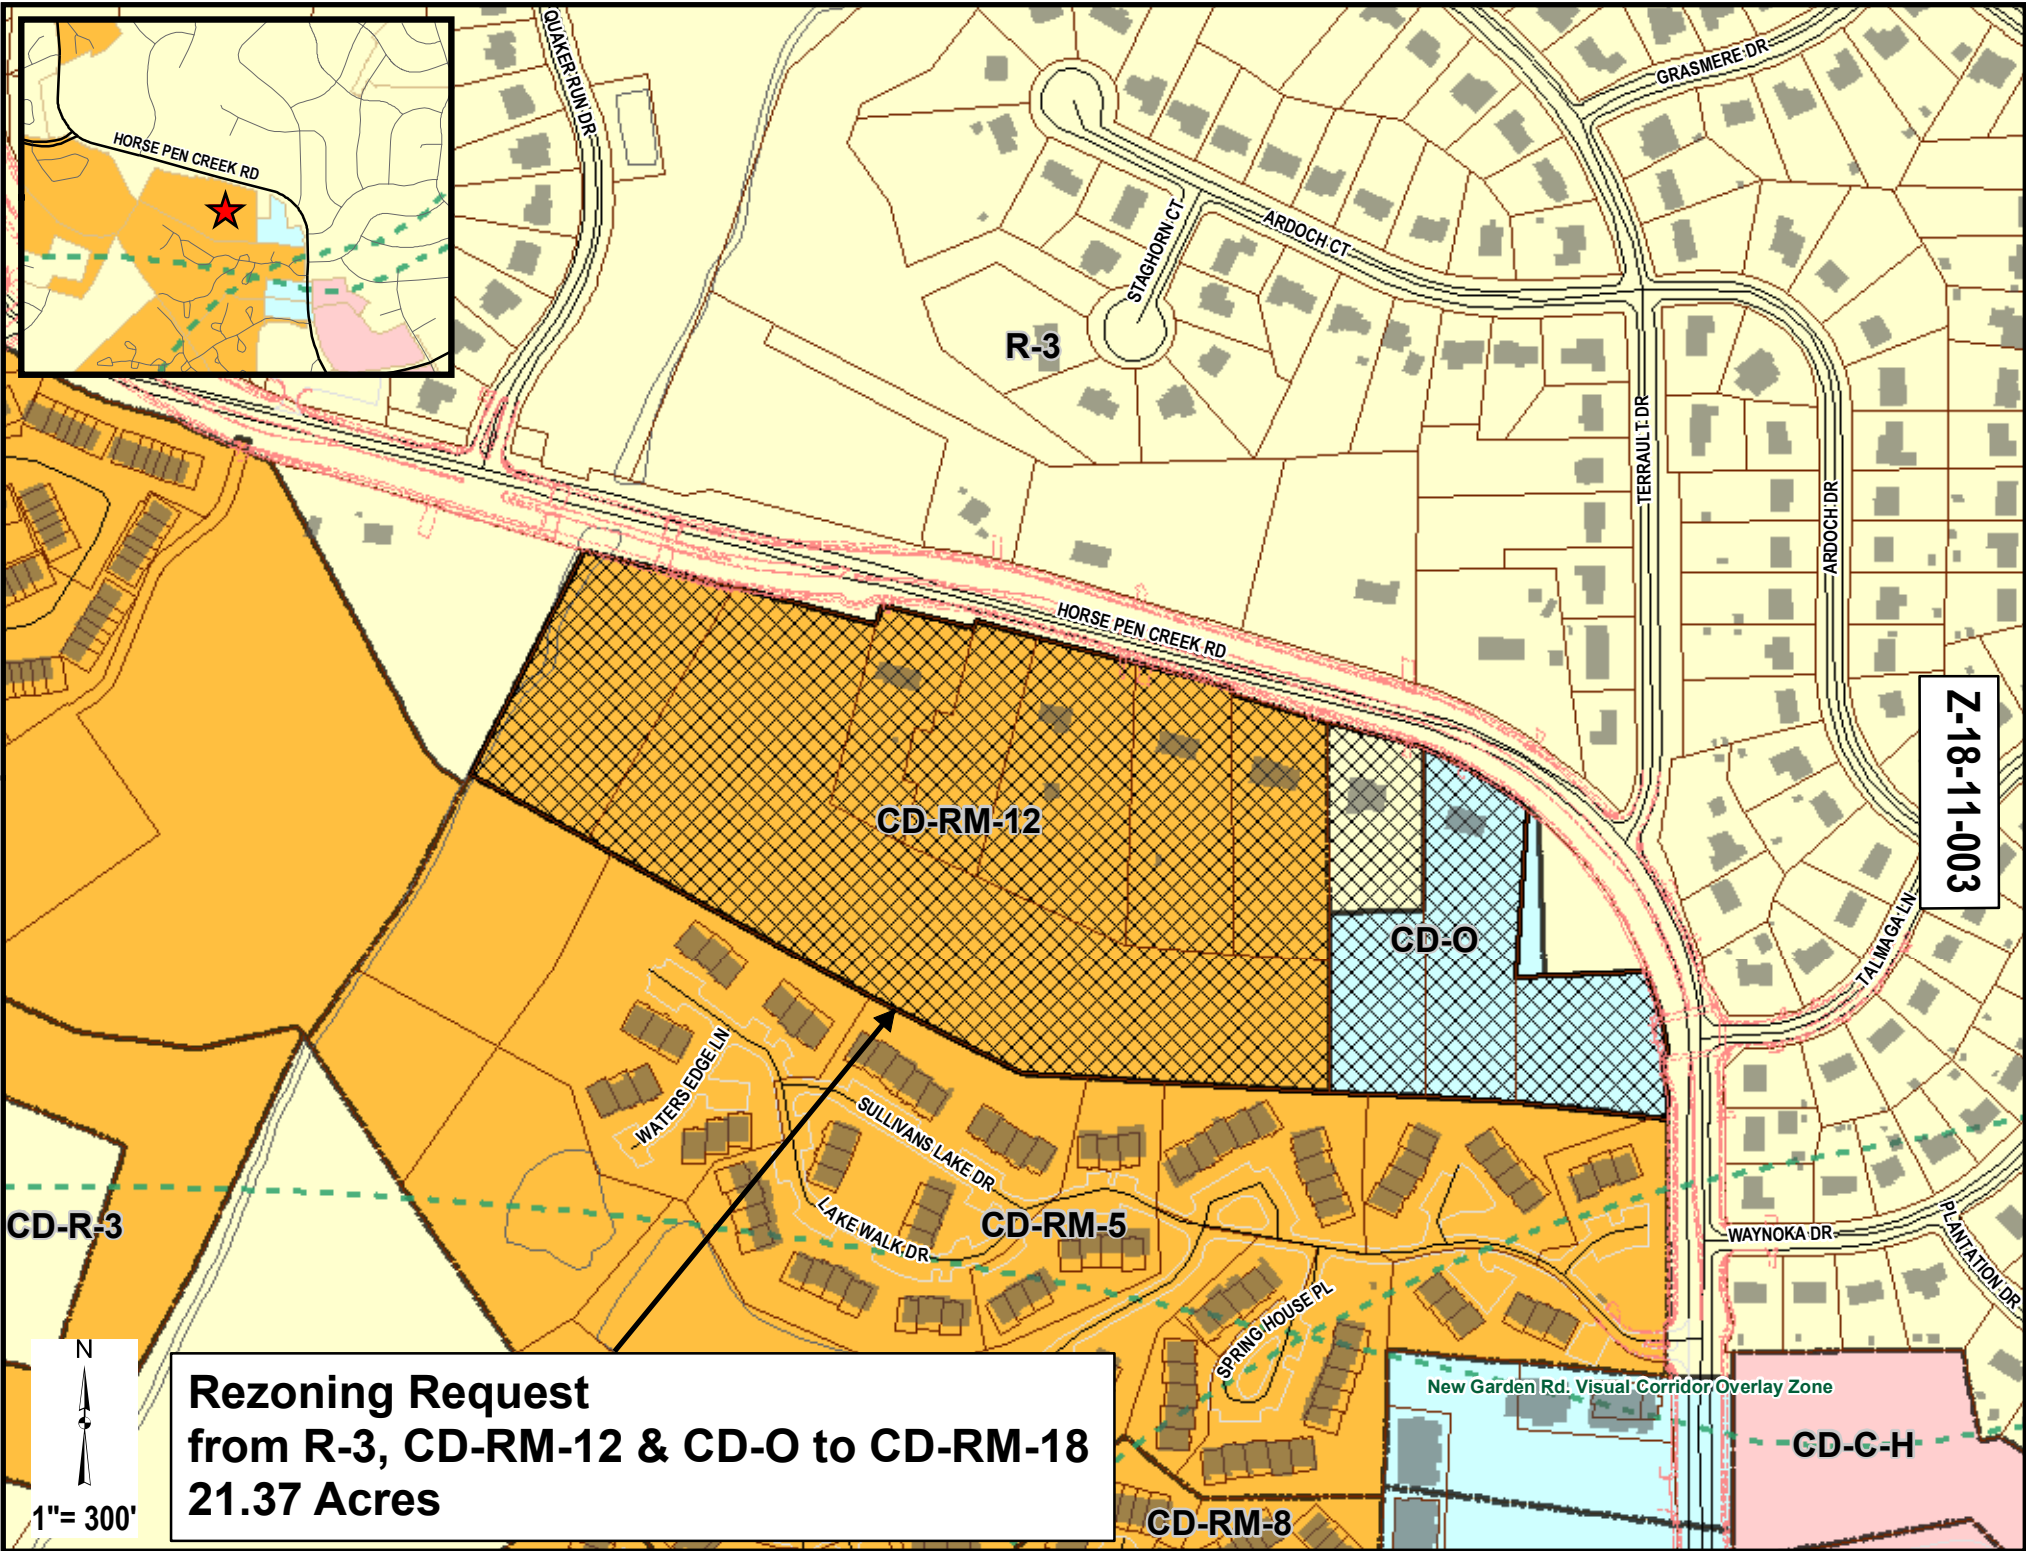 HORSE PEN CREEK RD
QUAKER RUN DR
GRASMERE DR
STAGHORN CT
ARDOCH CT
R-3
TERRAULT DR
ARDOCH DR
HORSE PEN CREEK RD
Z-18-11-003
CD-RM-12
CD-O
TALMAGA LN
WATERS EDGE LN
SULLIVANS LAKE DR
LAKE WALK DR
CD-RM-5
CD-R-3
WAYNOKA DR
PLANTATION DR
SPRING HOUSE PL
New Garden Rd. Visual Corridor Overlay Zone
CD-C-H
CD-RM-8
N
1"= 300'
Rezoning Request
from R-3, CD-RM-12 & CD-O to CD-RM-18
21.37 Acres